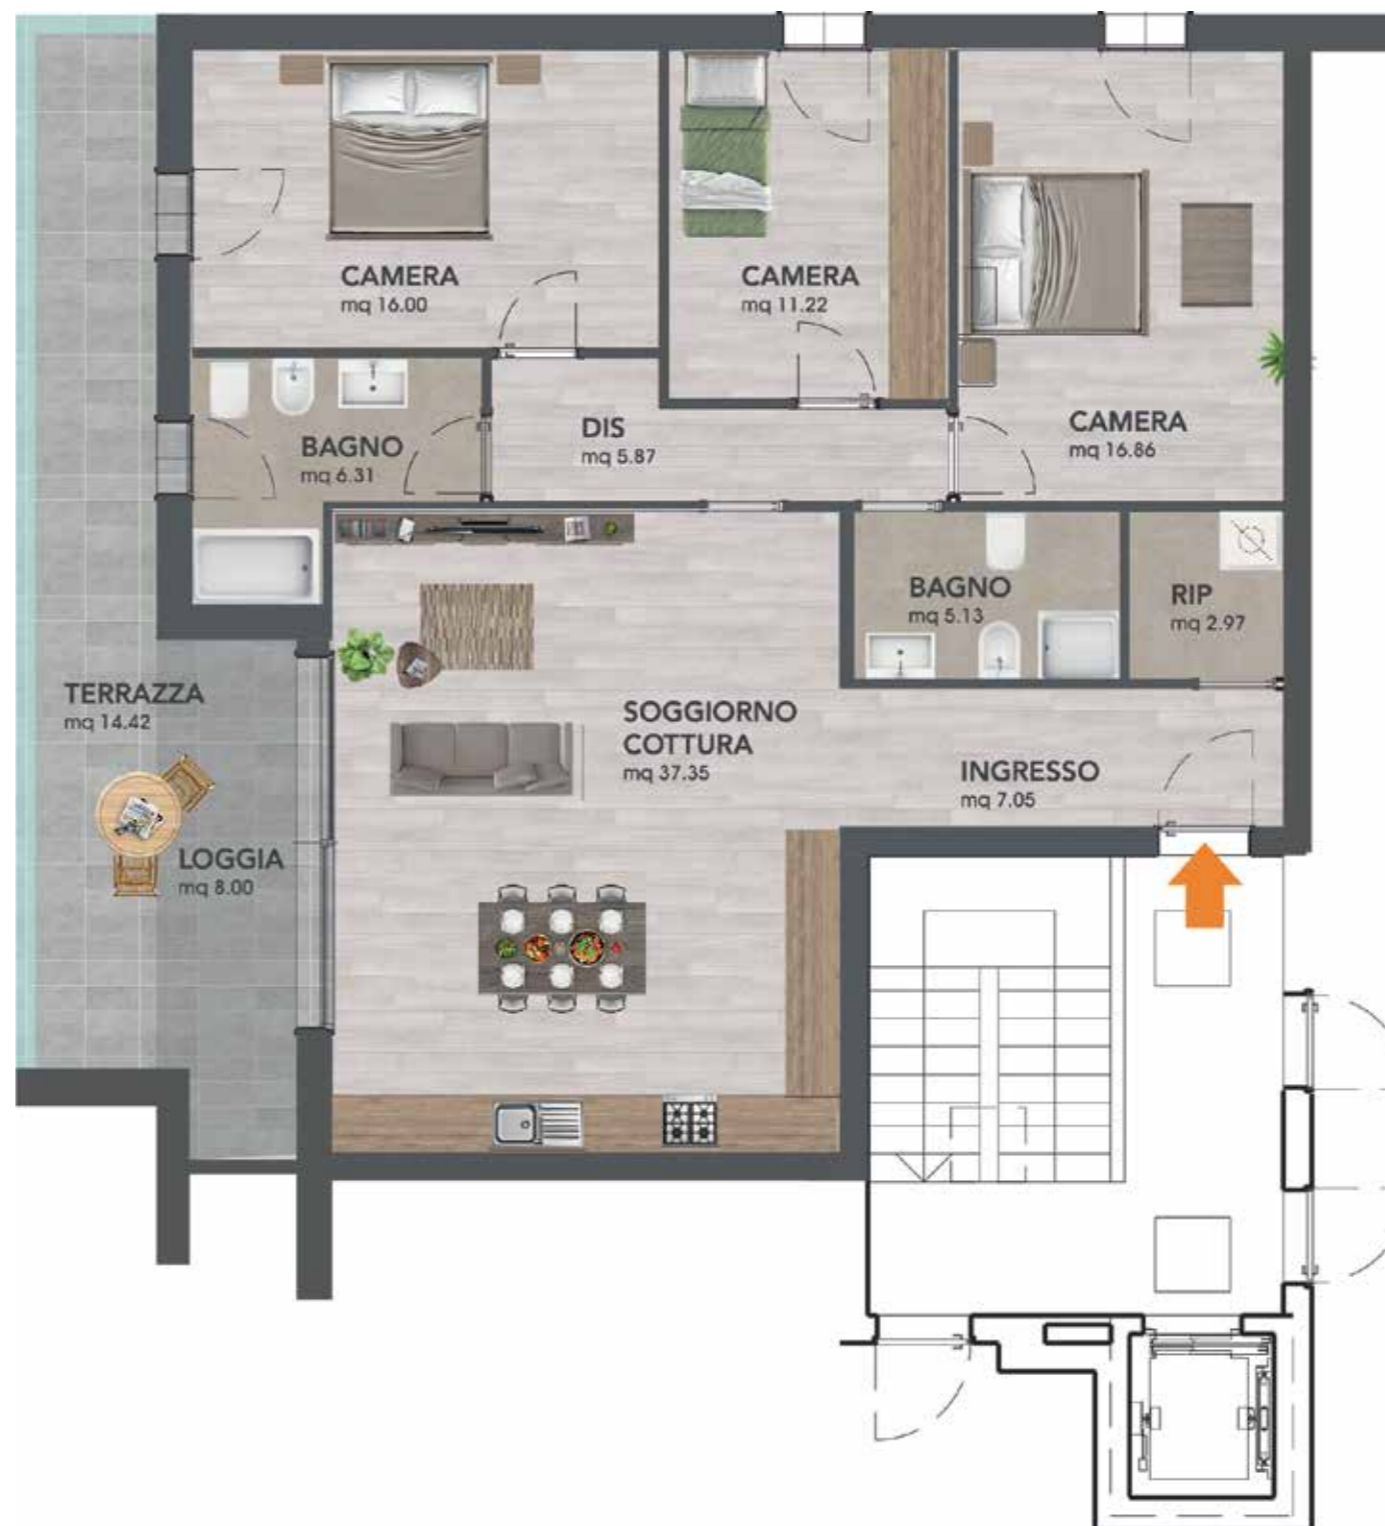 CAMERA
mq 16.00
CAMERA
mq 11.22
CAMERA
mq 16.86
BAGNO
mq 6.31
DIS
mq 5.87
BAGNO
mq 5.13
RIP
mq 2.97
TERRAZZA
mq 14.42
SOGGIORNO
COTTURA
mq 37.35
INGRESSO
mq 7.05
LOGGIA
mq 8.00